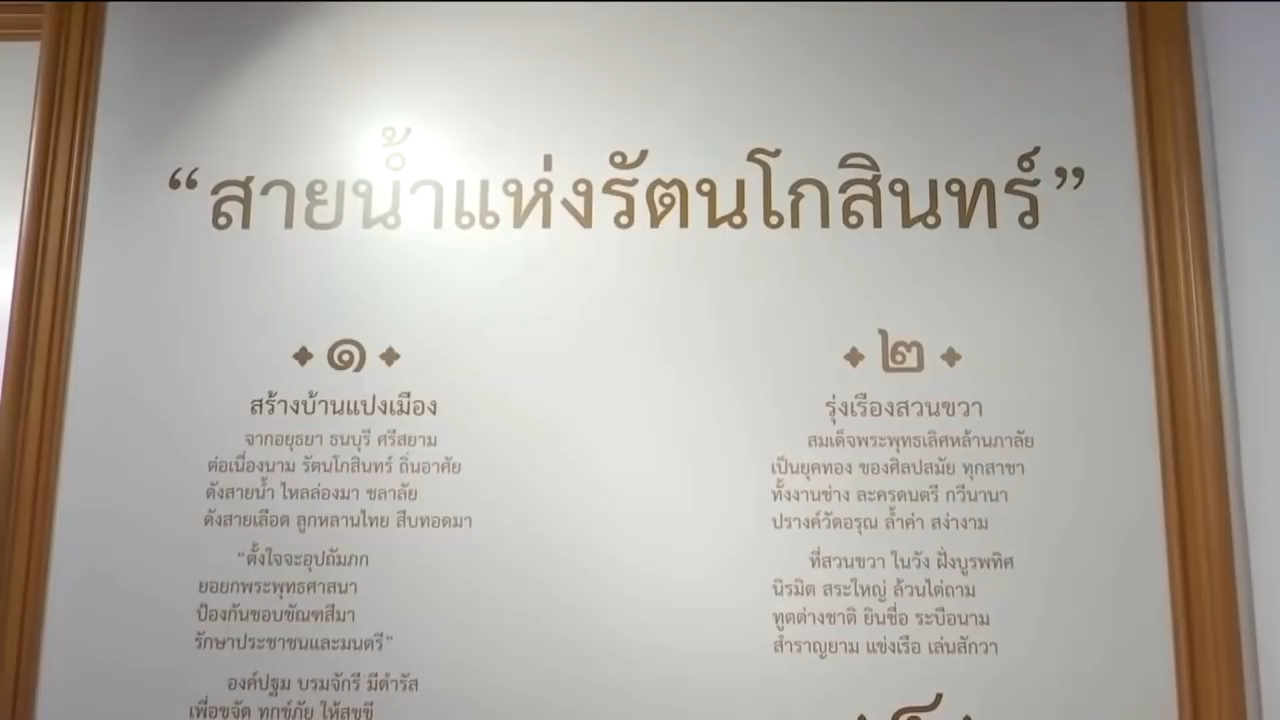 “สายน้ำแห่งรัตนโกสินทร์”
๑
สร้างบ้านแปงเมือง
จากอยุธยา ธนบุรี ศรีสยาม
ต่อเนื่องนาม รัตนโกสินทร์ ถิ่นอาศัย
ดังสายน้ำ ไหลล่องมา ชลาลัย
ดังสายเลือด ลูกหลานไทย สืบทอดมา
“ตั้งใจจะอุปถัมภก
ยอยกพระพุทธศาสนา
ป้องกันขอบขัณฑสีมา
รักษาประชาชนและมนตรี”
องค์ปฐม บรมจักรี มีดำรัส
เพื่อขจัด ทุกข์ภัย ให้สุขขี
๒
รุ่งเรืองสวนขวา
สมเด็จพระพุทธเลิศหล้านภาลัย
เป็นยุคทอง ของศิลปสมัย ทุกสาขา
ทั้งงานช่าง ละครดนตรี กวีนานา
ปรางค์วัดอรุณ ล้ำค่า สง่างาม
ที่สวนขวา ในวัง ฝั่งบูรพทิศ
นิรมิต สระใหญ่ ล้วนไต่ถาม
ทูตต่างชาติ ยินชื่อ ระบือนาม
สำราญยาม แข่งเรือ เล่นสักวา